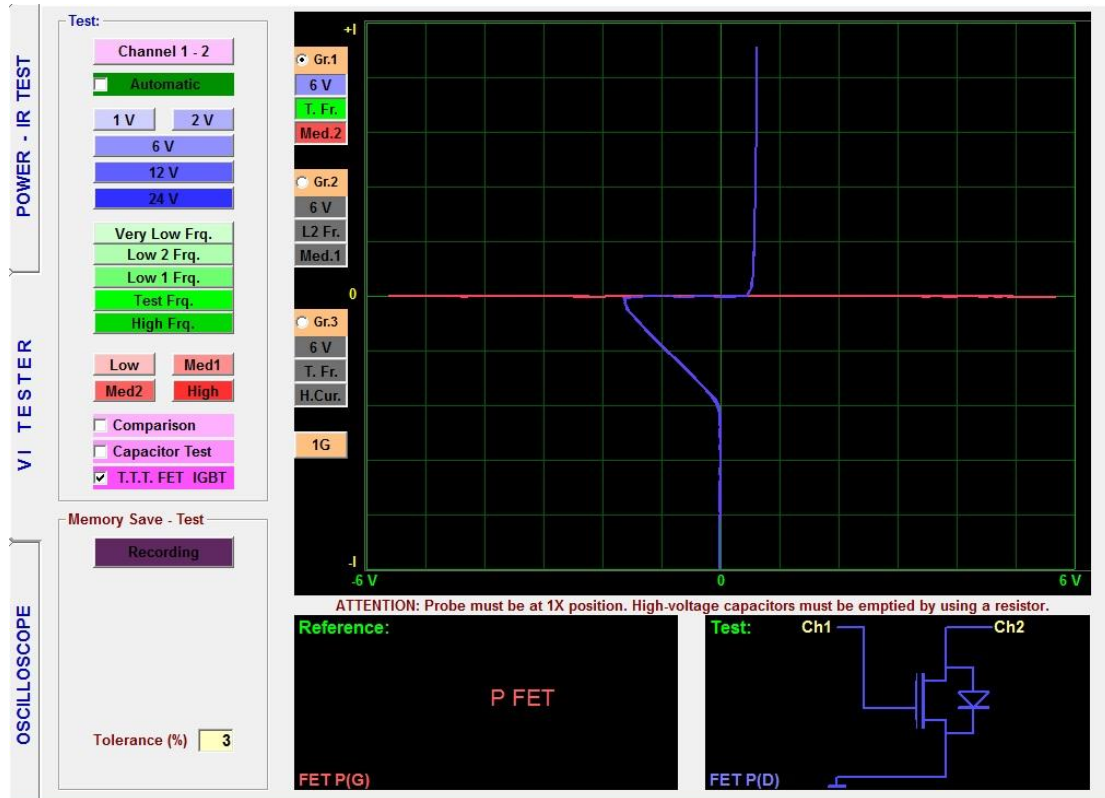 POWER - IR TEST
VI TESTER
OSCILLOSCOPE
Test:
Channel 1 - 2
Automatic
1 V
2 V
6 V
12 V
24 V
Very Low Frq.
Low 2 Frq.
Low 1 Frq.
Test Frq.
High Frq.
Low
Med1
Med2
High
Comparison
Capacitor Test
T.T.T. FET IGBT
Memory Save - Test
Recording
Tolerance (%) 3
Gr.1
6 V
T. Fr.
Med.2
Gr.2
6 V
L2 Fr.
Med.1
Gr.3
6 V
T. Fr.
H.Cur.
1G
+I
0
-I
-6 V
0
6 V
ATTENTION: Probe must be at 1X position. High-voltage capacitors must be emptied by using a resistor.
Reference:
P FET
FET P(G)
Test:
Ch1
Ch2
FET P(D)